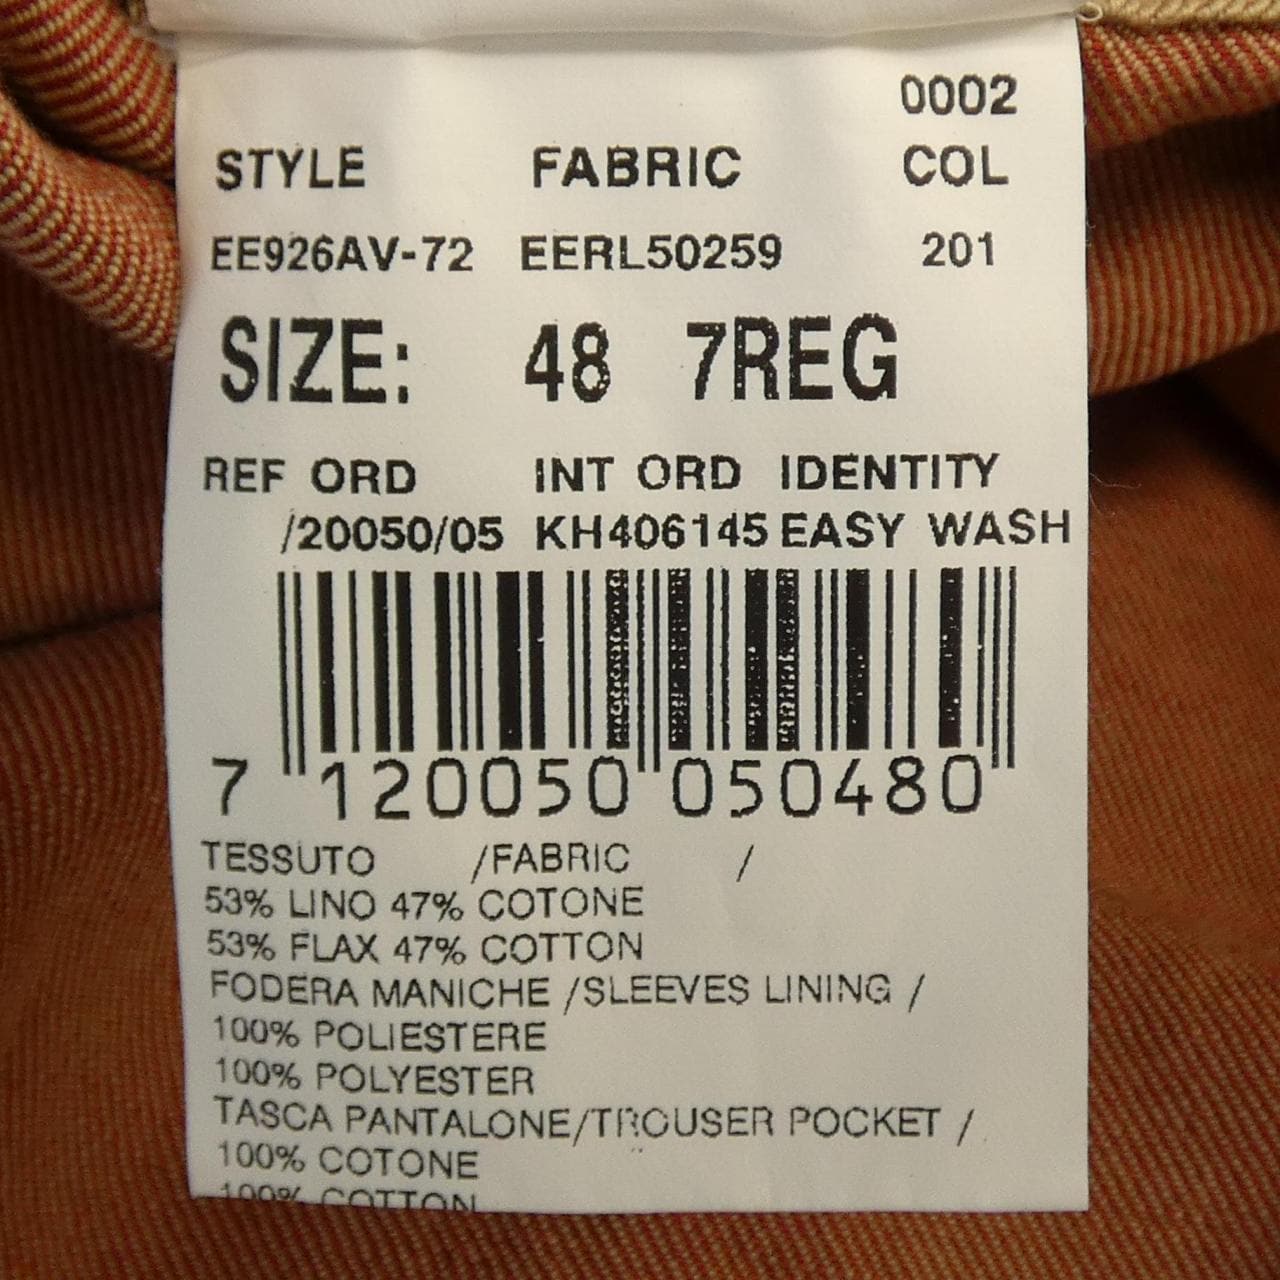 0002
STYLE FABRIC COL
EE926AV-72 EERL50259 201
SIZE: 48 7REG
REF ORD INT ORD IDENTITY
/20050/05 KH406145 EASY WASH
7 120050 050480
TESSUTO /FABRIC /
53% LINO 47% COTONE
53% FLAX 47% COTTON
FODERA MANICHE /SLEEVES LINING /
100% POLIESTERE
100% POLYESTER
TASCA PANTALONE/TROUSER POCKET /
100% COTONE
100% COTTON